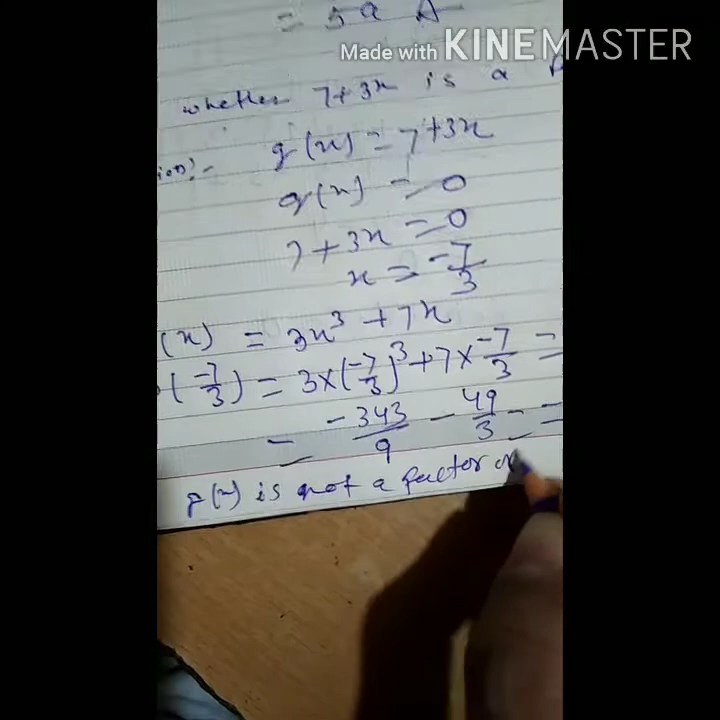 = 5a A
Made with KINEMASTER
whether 7+3x is a
g(x) = 7+3x
g(x) = 0
7+3x = 0
x = -7/3
(x) = 3x³ + 7x
(-7/3) = 3×(-7/3)³ + 7×-7/3 =
= -343/9 - 49/3 = =
g(x) is not a factor o